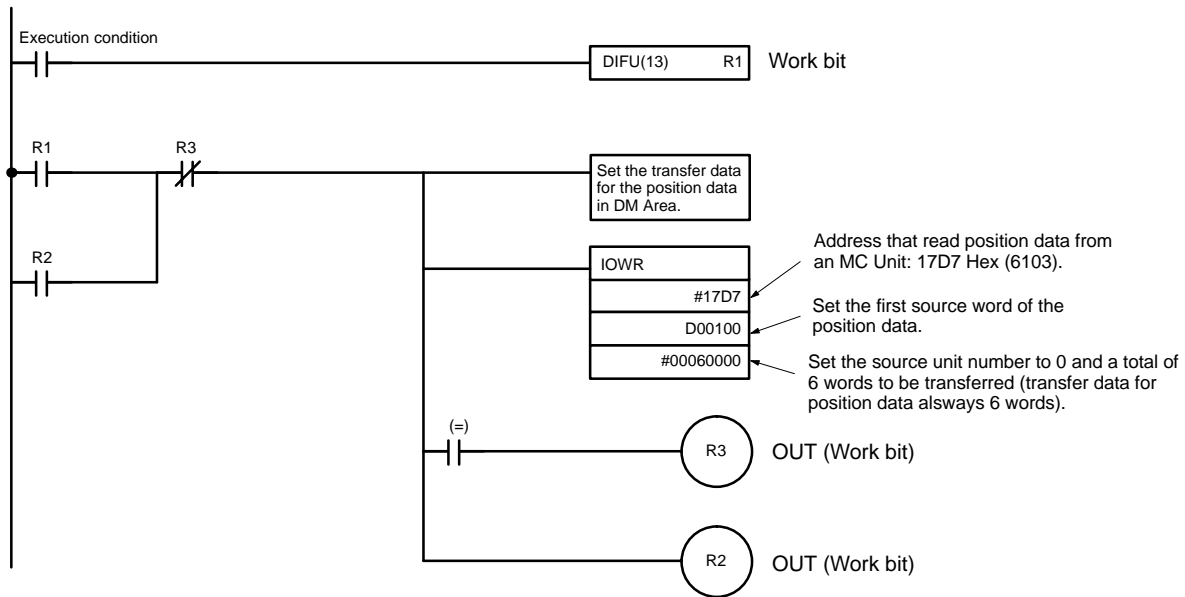 Execution condition
DIFU(13) R1
Work bit
R1
R3
Set the transfer data
for the position data
in DM Area.
R2
IOWR
#17D7
D00100
#00060000
Address that read position data from
an MC Unit: 17D7 Hex (6103).
Set the first source word of the
position data.
Set the source unit number to 0 and a total of
6 words to be transferred (transfer data for
position data alsways 6 words).
(=)
R3
OUT (Work bit)
R2
OUT (Work bit)